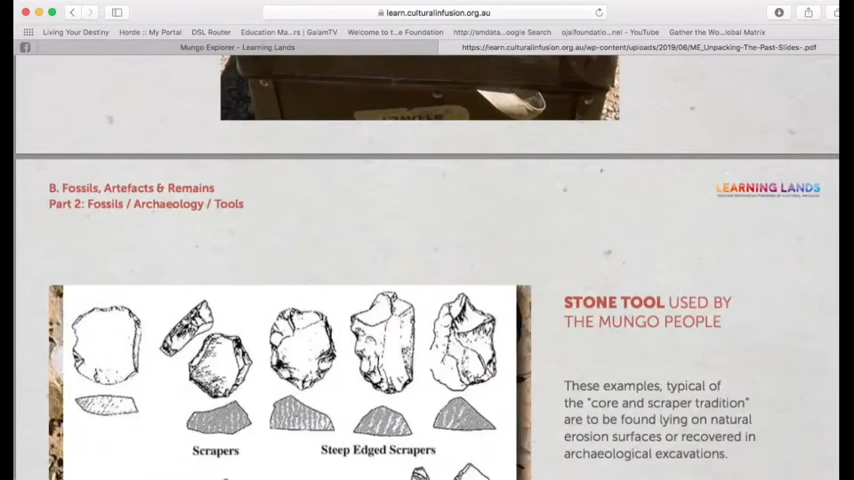 learn.culturalinfusion.org.au
Living Your Destiny
Horde :: My Portal
DSL Router
Education Ma...rs | GaiamTV
Welcome to t...e Foundation
http://smdata...oogle Search
ojaifoundatio...nei - YouTube
Gather the Wo...lobal Matrix
Mungo Explorer - Learning Lands
https://learn.culturalinfusion.org.au/wp-content/uploads/2019/06/ME_Unpacking-The-Past-Slides-.pdf
B. Fossils, Artefacts & Remains
Part 2: Fossils / Archaeology / Tools
LEARNING LANDS
STONE TOOL USED BY
THE MUNGO PEOPLE
These examples, typical of
the “core and scraper tradition”
are to be found lying on natural
erosion surfaces or recovered in
archaeological excavations.
Scrapers
Steep Edged Scrapers